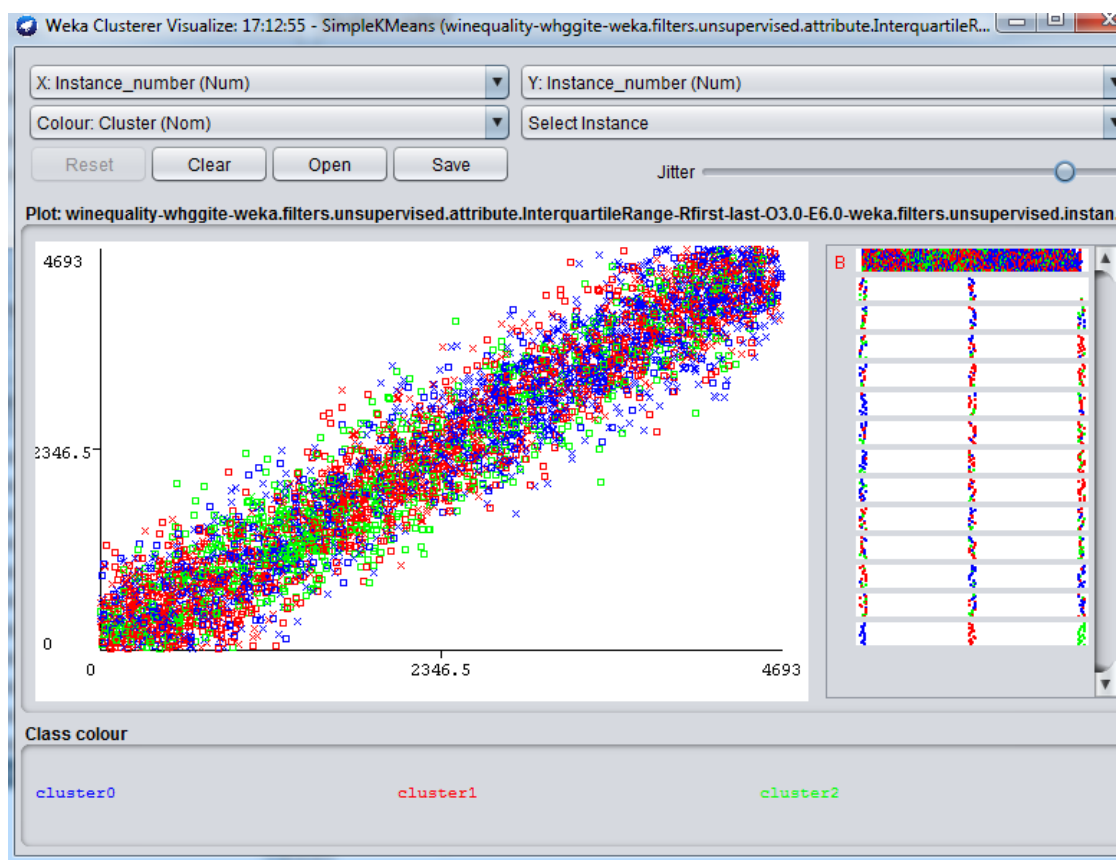 Weka Clusterer Visualize: 17:12:55 - SimpleKMeans (winequality-whggite-weka.filters.unsupervised.attribute.InterquartileR...
X: Instance_number (Num) Y: Instance_number (Num)
Colour: Cluster (Nom) Select Instance
Reset Clear Open Save Jitter
Plot: winequality-whggite-weka.filters.unsupervised.attribute.InterquartileRange-Rfirst-last-O3.0-E6.0-weka.filters.unsupervised.instan.
4693 B
2346.5
0
0 2346.5 4693
Class colour
cluster0 cluster1 cluster2